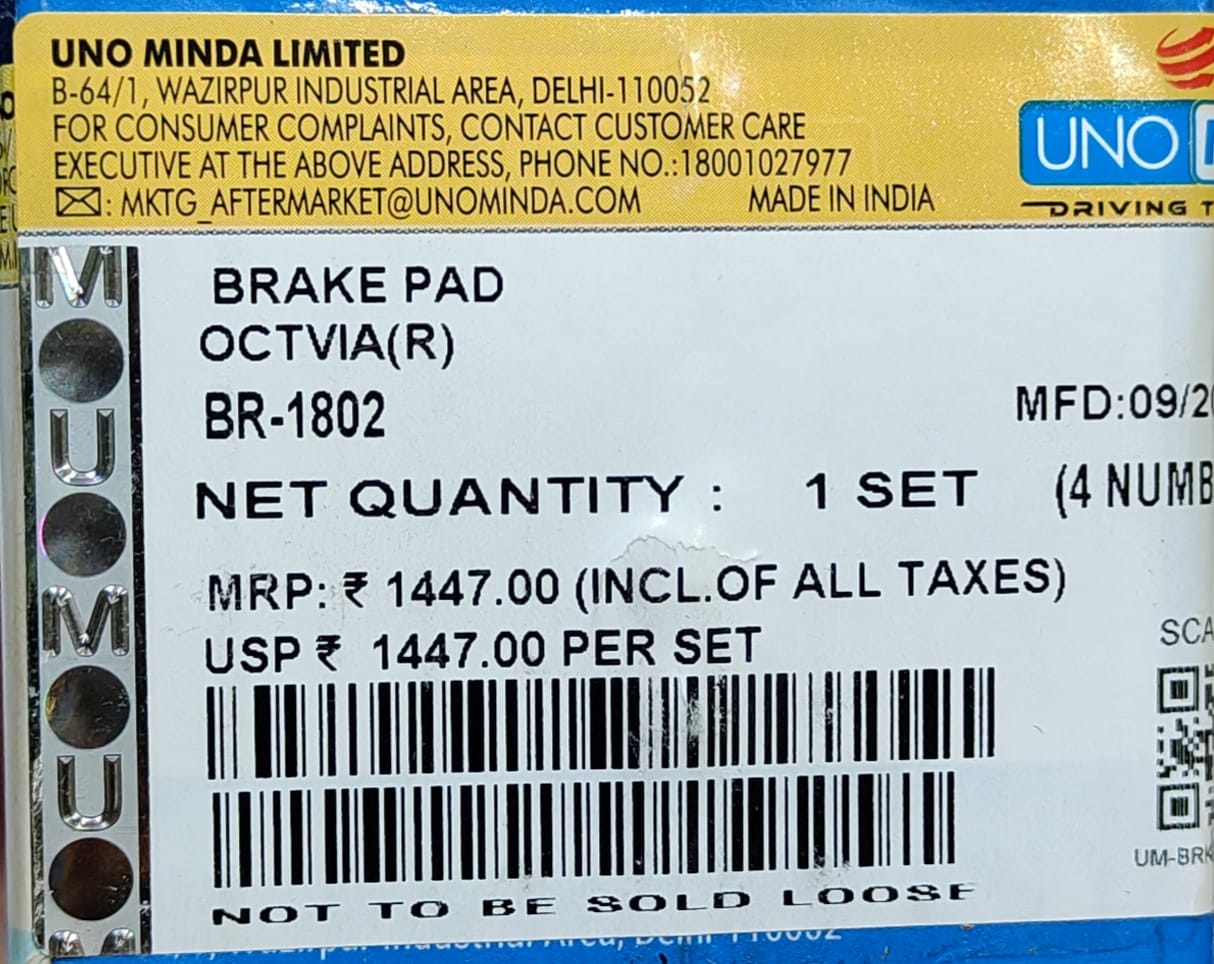 UNO MINDA LIMITED
B-64/1, WAZIRPUR INDUSTRIAL AREA, DELHI-110052
FOR CONSUMER COMPLAINTS, CONTACT CUSTOMER CARE
EXECUTIVE AT THE ABOVE ADDRESS, PHONE NO.:18001027977
: MKTG_AFTERMARKET@UNOMINDA.COM MADE IN INDIA
UNO
DRIVING T
BRAKE PAD
OCTVIA(R)
BR-1802
MFD:09/2
NET QUANTITY : 1 SET (4 NUMB
MRP: ₹ 1447.00 (INCL.OF ALL TAXES)
USP ₹ 1447.00 PER SET
SCA
UM-BRK
NOT TO BE SOLD LOOSE
M
U
M
U
M